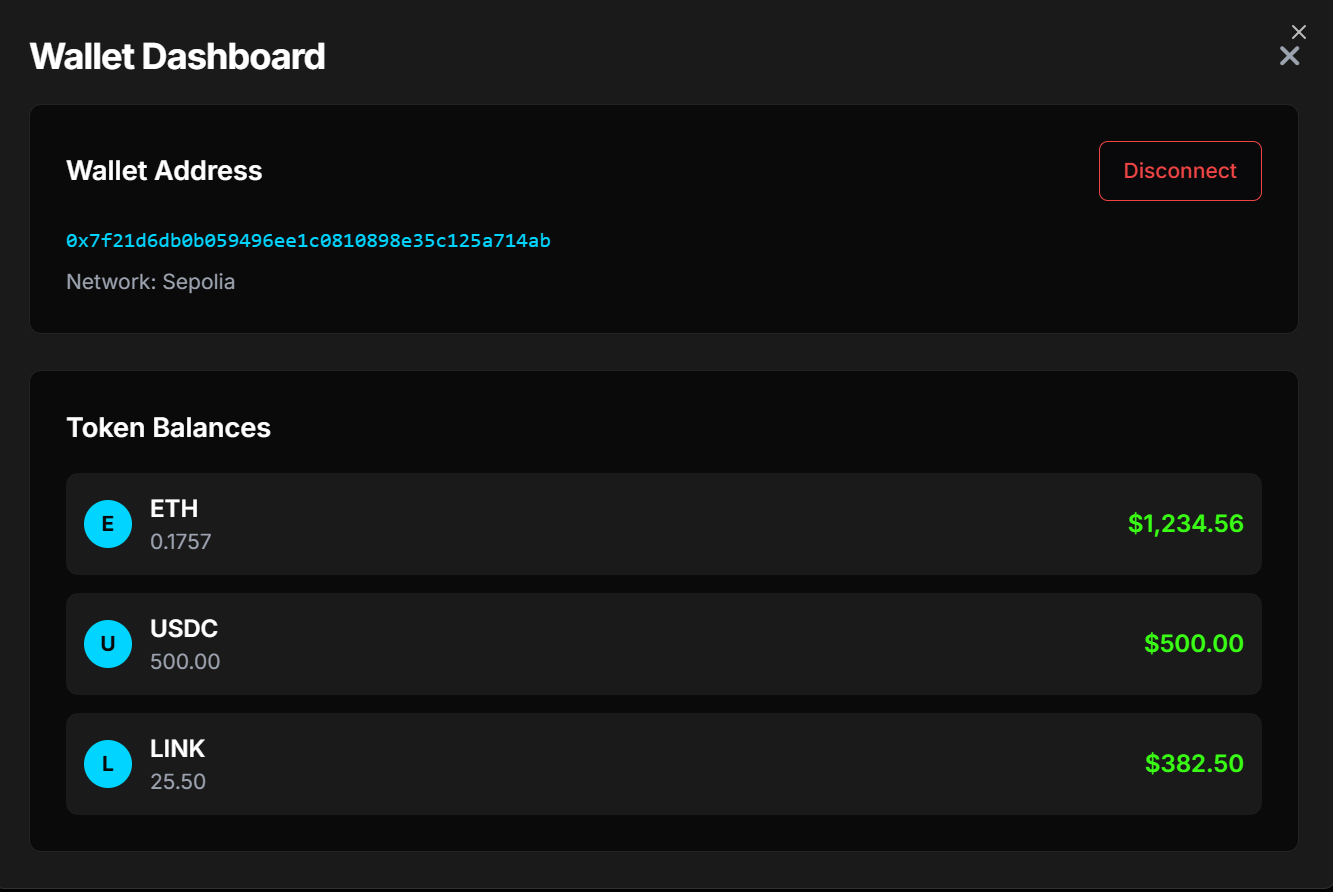 Wallet Dashboard
Wallet Address
Disconnect
0x7f21d6db0b059496ee1c0810898e35c125a714ab
Network: Sepolia
Token Balances
E
ETH
0.1757
$1,234.56
U
USDC
500.00
$500.00
L
LINK
25.50
$382.50